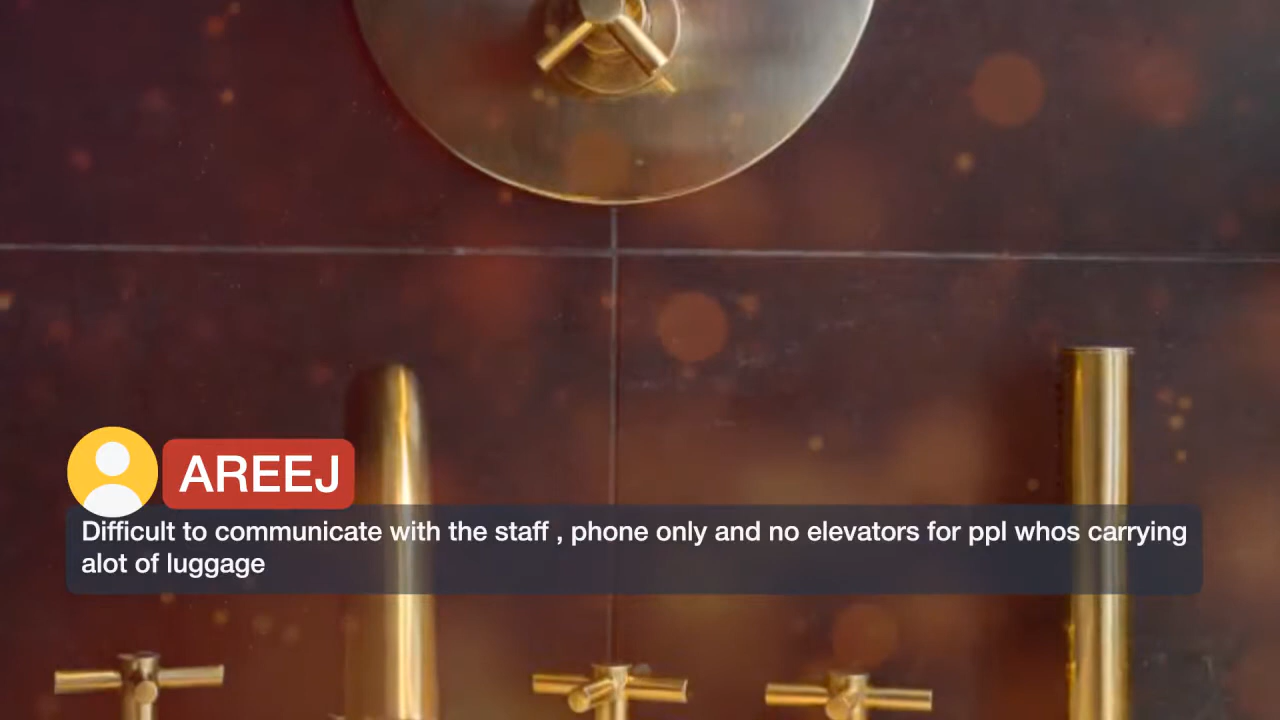 AREEJ
Difficult to communicate with the staff , phone only and no elevators for ppl whos carrying
alot of luggage